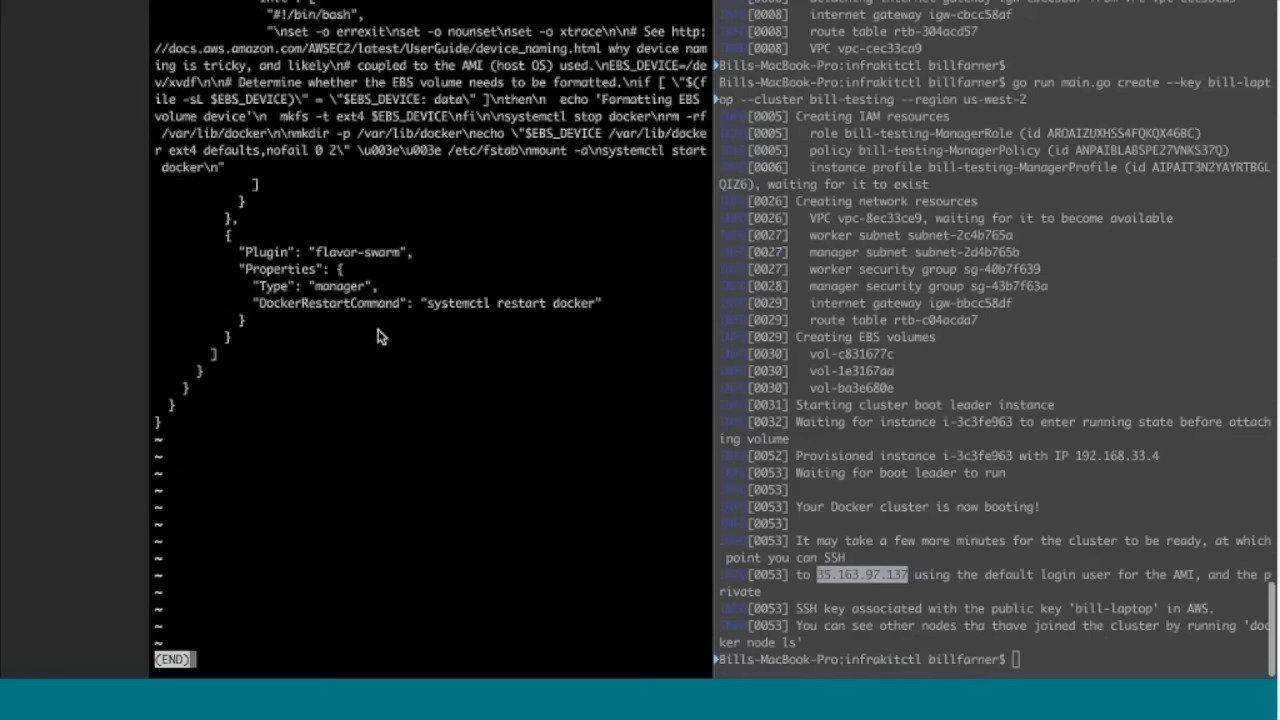 "#!/bin/bash",
"\nset -o errexit\nset -o nounset\nset -o xtrace\n\n# See http:
//docs.aws.amazon.com/AWSEC2/latest/UserGuide/device_naming.html why device nam
ing is tricky, and likely\n# coupled to the AMI (host OS) used.\nEBS_DEVICE=/de
v/xvdf\n\n# Determine whether the EBS volume needs to be formatted.\nif [ \"$(f
ile -sL $EBS_DEVICE)\" = \"$EBS_DEVICE: data\" ]\nthen\n  echo 'Formatting EBS
volume device'\n  mkfs -t ext4 $EBS_DEVICE\nfi\n\nsystemctl stop docker\nrm -rf
/var/lib/docker\n\nmkdir -p /var/lib/docker\necho \"$EBS_DEVICE /var/lib/docke
r ext4 defaults,nofail 0 2\" \u003e\u003e /etc/fstab\nmount -a\nsystemctl start
docker\n"
]
}
},
{
"Plugin": "flavor-swarm",
"Properties": {
"Type": "manager",
"DockerRestartCommand": "systemctl restart docker"
}
}
]
}
}
}
}
~
~
~
~
~
~
~
~
~
~
~
~
~
(END)
[0008]   internet gateway igw-cbcc58af
[0008]   route table rtb-304acd57
[0008]   VPC vpc-cec33ca9
Bills-MacBook-Pro:infrakitctl billfarner$
Bills-MacBook-Pro:infrakitctl billfarner$ go run main.go create --key bill-lapt
op --cluster bill-testing --region us-west-2
[0005] Creating IAM resources
[0005]   role bill-testing-ManagerRole (id AROAIZUXHSS4FQKQX46BC)
[0005]   policy bill-testing-ManagerPolicy (id ANPAIBLABSPE27VNKS37Q)
[0006]   instance profile bill-testing-ManagerProfile (id AIPAIT3N2YAYRTBGL
QIZ6), waiting for it to exist
[0026] Creating network resources
[0026]   VPC vpc-8ec33ce9, waiting for it to become available
[0027]   worker subnet subnet-2c4b765a
[0027]   manager subnet subnet-2d4b765b
[0027]   worker security group sg-40b7f639
[0028]   manager security group sg-43b7f63a
[0029]   internet gateway igw-bbcc58df
[0029]   route table rtb-c04acda7
[0029] Creating EBS volumes
[0030]   vol-c831677c
[0030]   vol-1e3167aa
[0030]   vol-ba3e680e
[0031] Starting cluster boot leader instance
[0032] Waiting for instance i-3c3fe963 to enter running state before attach
ing volume
[0052] Provisioned instance i-3c3fe963 with IP 192.168.33.4
[0053] Waiting for boot leader to run
[0053]
[0053] Your Docker cluster is now booting!
[0053]
[0053] It may take a few more minutes for the cluster to be ready, at which
point you can SSH
[0053] to 35.163.97.137 using the default login user for the AMI, and the p
rivate
[0053] SSH key associated with the public key 'bill-laptop' in AWS.
[0053] You can see other nodes tha thave joined the cluster by running 'doc
ker node ls'
Bills-MacBook-Pro:infrakitctl billfarner$